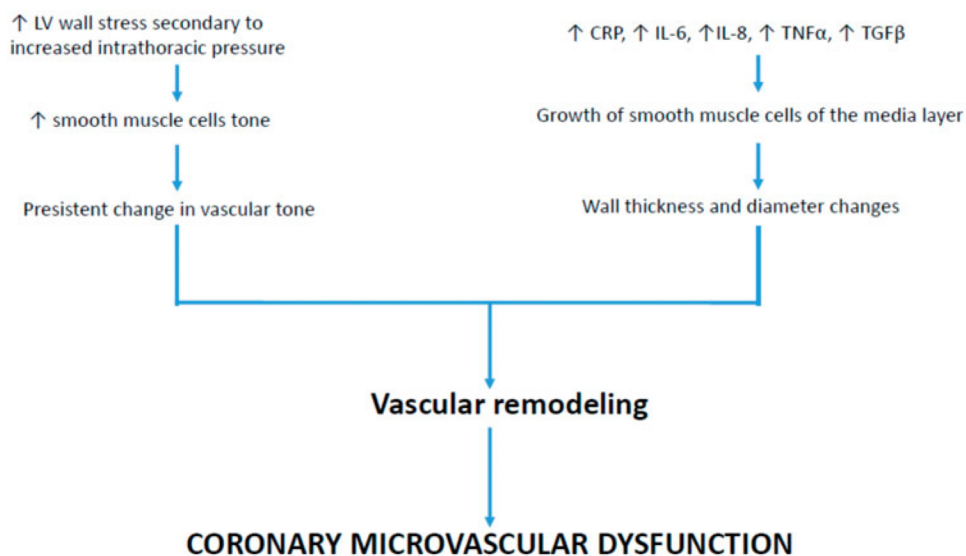 ↑ LV wall stress secondary to
increased intrathoracic pressure
↑ smooth muscle cells tone
Presistent change in vascular tone
↑ CRP, ↑ IL-6, ↑IL-8, ↑ TNFα, ↑ TGFβ
Growth of smooth muscle cells of the media layer
Wall thickness and diameter changes
Vascular remodeling
CORONARY MICROVASCULAR DYSFUNCTION